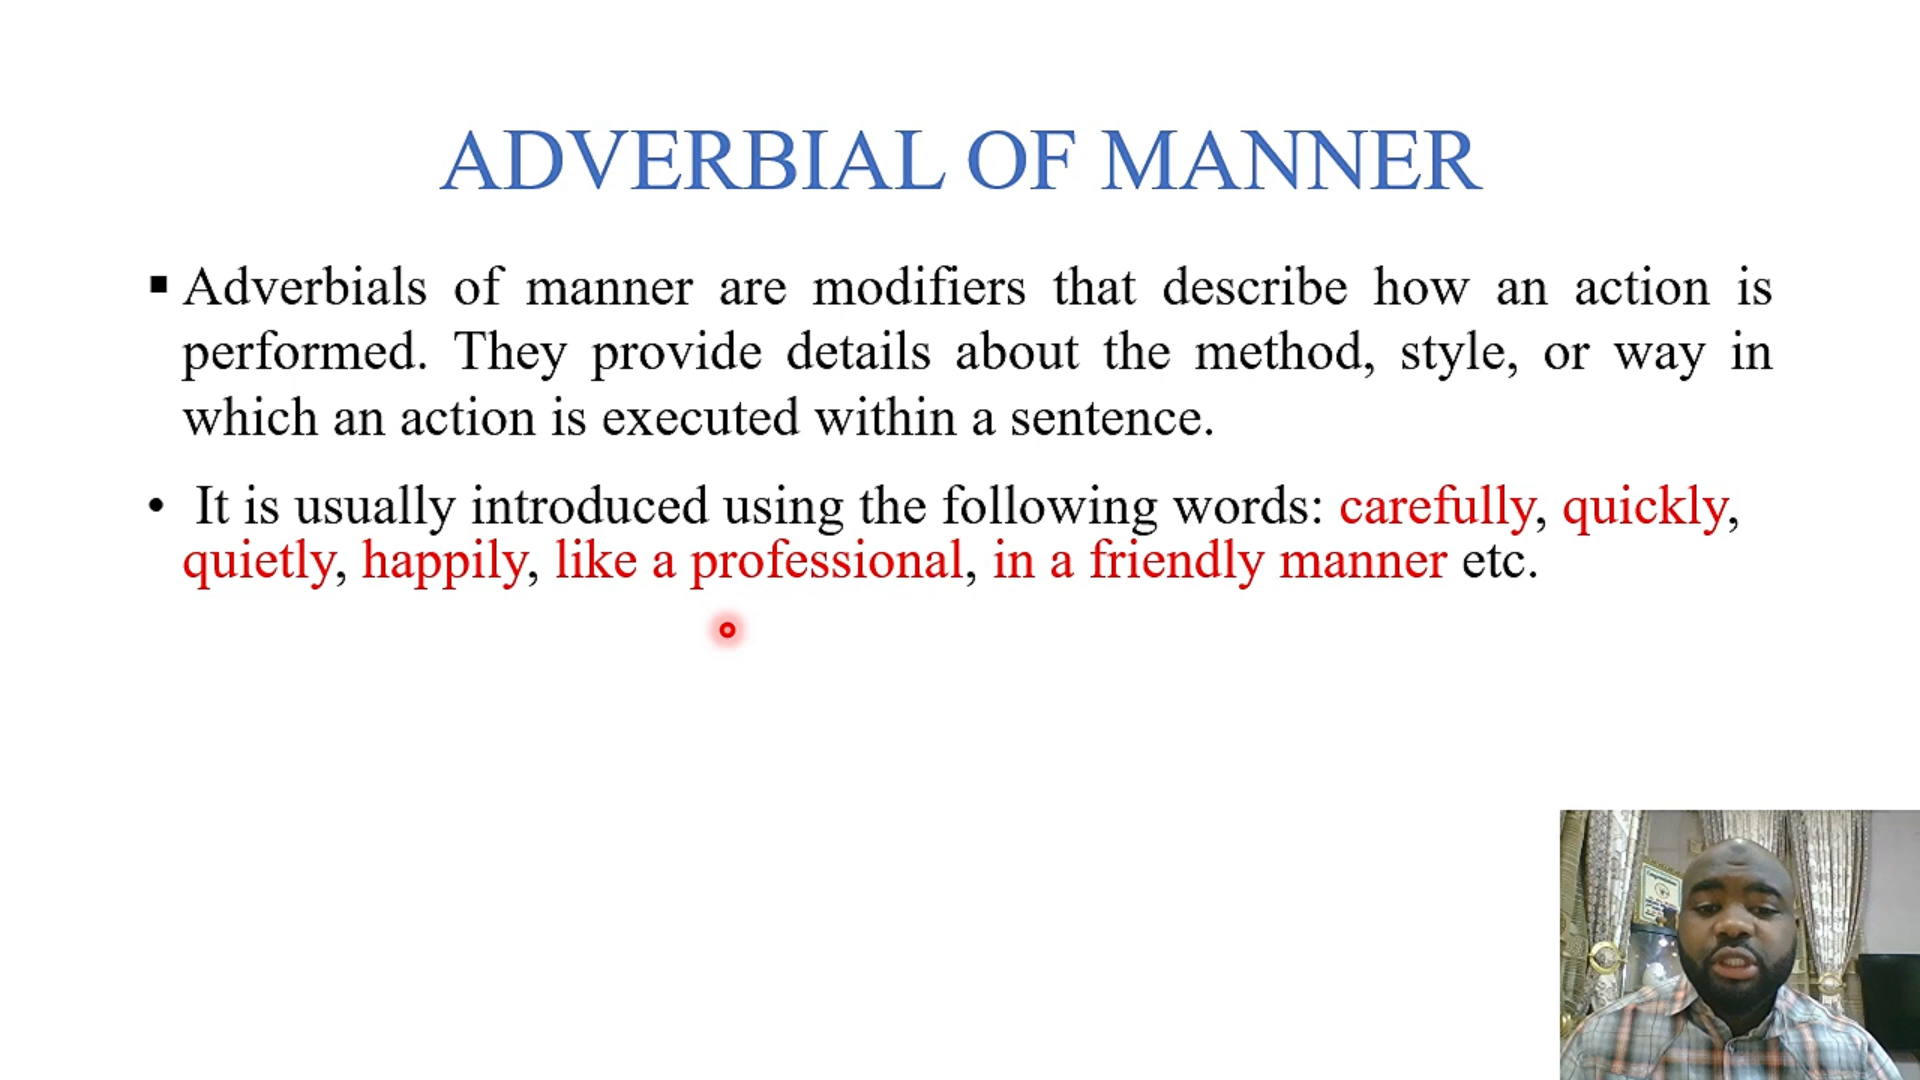 ADVERBIAL OF MANNER
▪ Adverbials of manner are modifiers that describe how an action is
performed. They provide details about the method, style, or way in
which an action is executed within a sentence.
• It is usually introduced using the following words: carefully, quickly,
quietly, happily, like a professional, in a friendly manner etc.